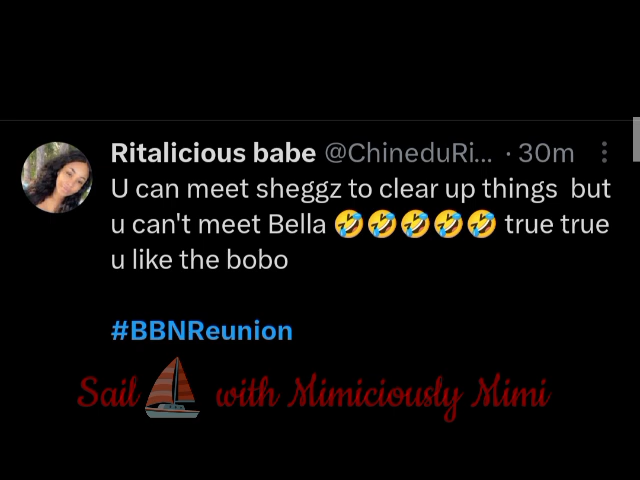 Ritalicious babe @ChineduRi... · 30m
U can meet sheggz to clear up things but
u can't meet Bella 🤣🤣🤣🤣🤣 true true
u like the bobo
#BBNReunion
Sail with Mimiciously Mimi